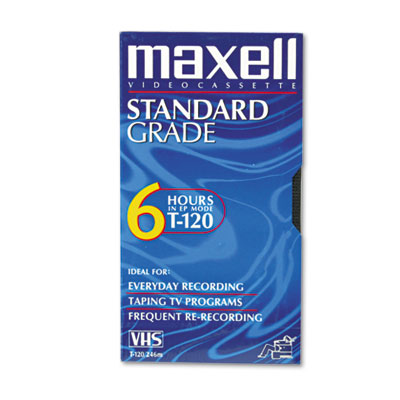 maxell
VIDEOCASSETTE
STANDARD
GRADE
6 HOURS
IN EP MODE
T-120
IDEAL FOR:
EVERYDAY RECORDING
TAPING TV PROGRAMS
FREQUENT RE-RECORDING
VHS
T-120 246m